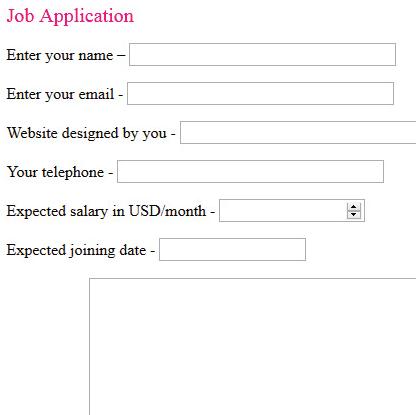 Job Application
Enter your name –
Enter your email -
Website designed by you -
Your telephone -
Expected salary in USD/month -
Expected joining date -